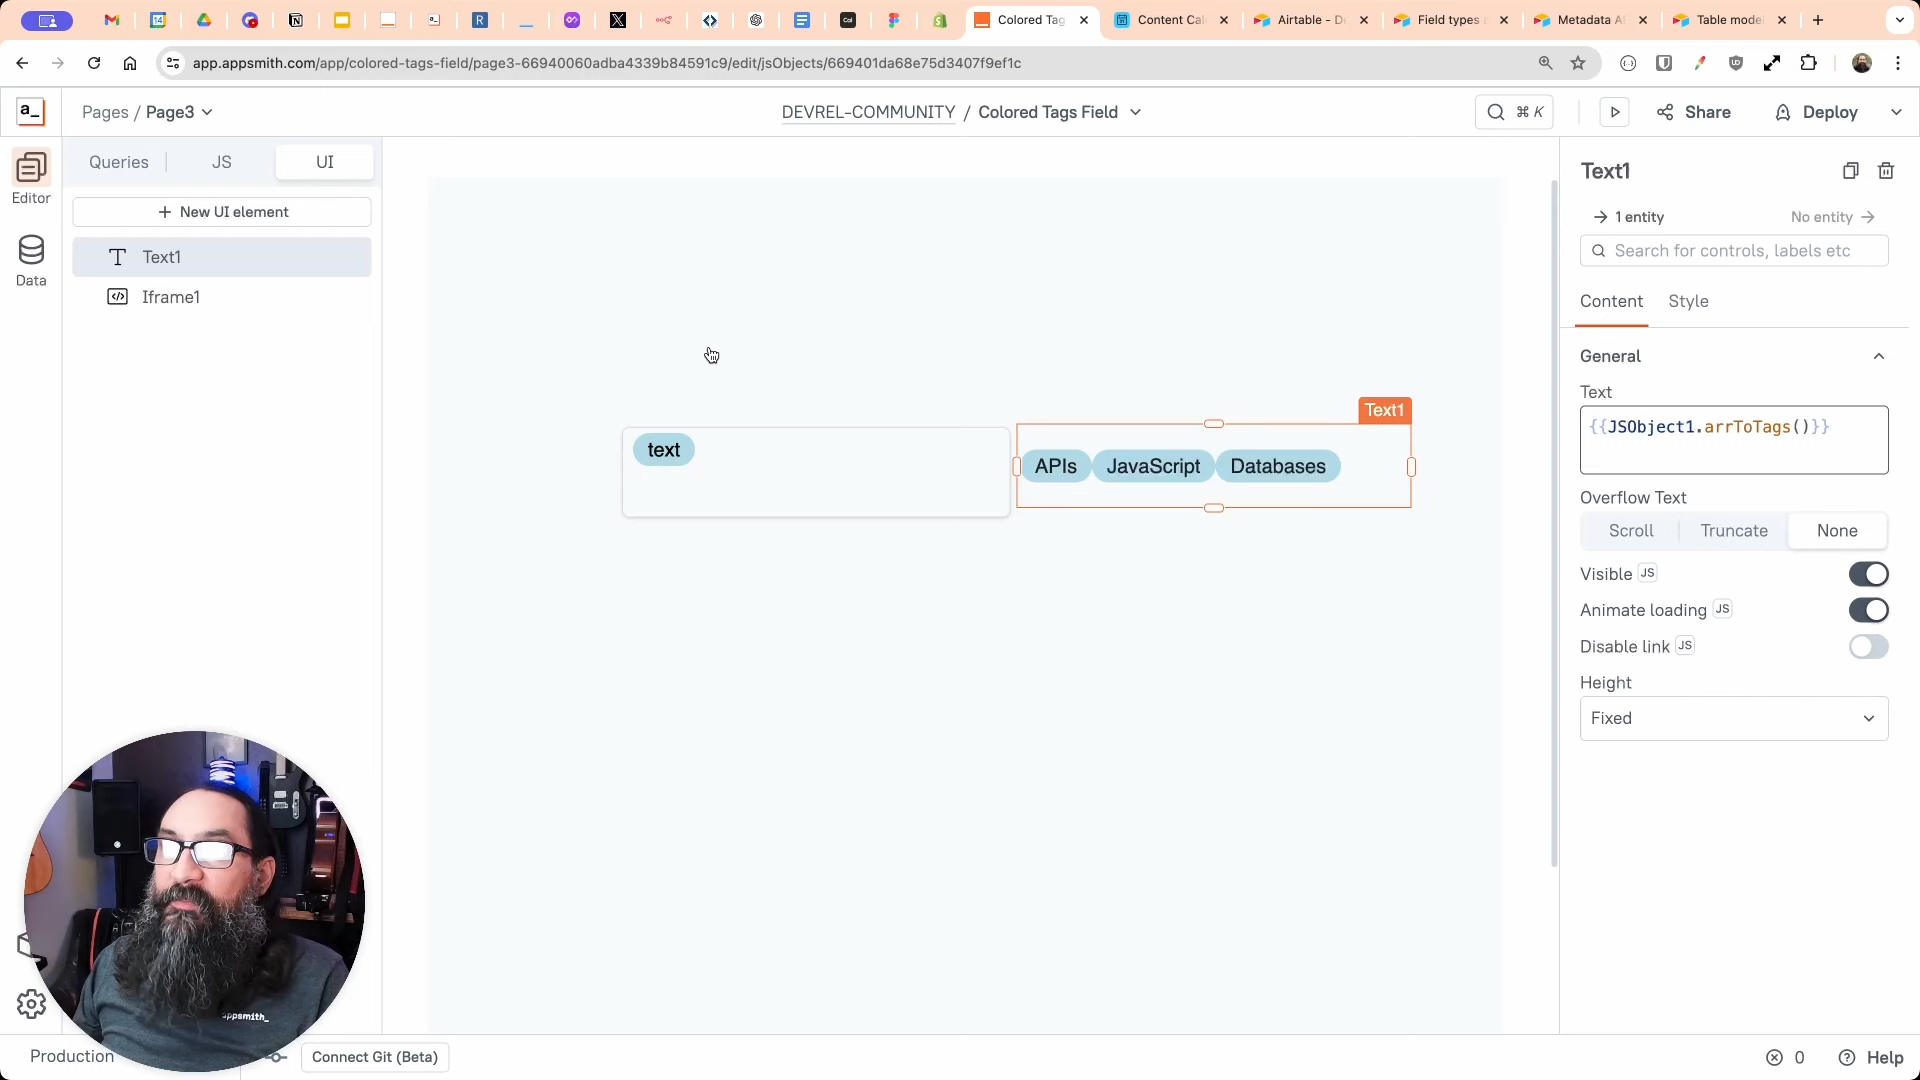 Colored Tag
Content Cal
Airtable - D
Field types
Metadata A
Table mode
app.appsmith.com/app/colored-tags-field/page3-66940060adba4339b84591c9/edit/jsObjects/669401da68e75d3407f9ef1c
a_
Pages / Page3
DEVREL-COMMUNITY / Colored Tags Field
⌘ K
Share
Deploy
Editor
Data
Queries
JS
UI
+ New UI element
Text1
Iframe1
text
Text1
APIs
JavaScript
Databases
Text1
→ 1 entity
No entity →
Search for controls, labels etc
Content
Style
General
Text
{{JSObject1.arrToTags()}}
Overflow Text
Scroll
Truncate
None
Visible JS
Animate loading JS
Disable link JS
Height
Fixed
appsmith_
Production
Connect Git (Beta)
0
Help